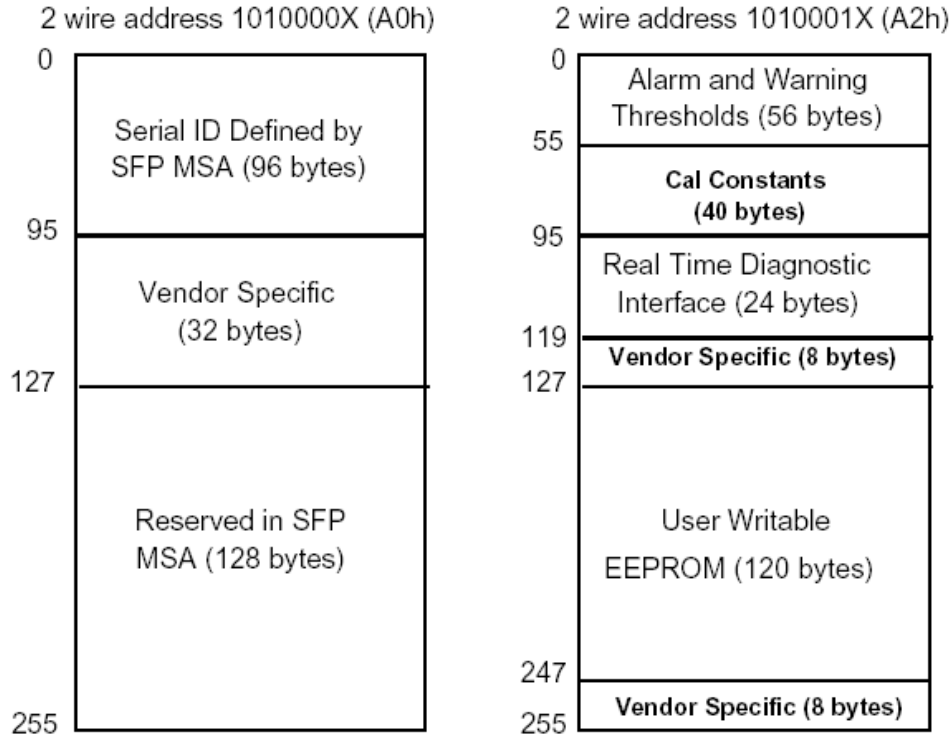 2 wire address 1010000X (A0h)
0
Serial ID Defined by
SFP MSA (96 bytes)
95
Vendor Specific
(32 bytes)
127
Reserved in SFP
MSA (128 bytes)
255
2 wire address 1010001X (A2h)
0
Alarm and Warning
Thresholds (56 bytes)
55
Cal Constants
(40 bytes)
95
Real Time Diagnostic
Interface (24 bytes)
119
Vendor Specific (8 bytes)
127
User Writable
EEPROM (120 bytes)
247
Vendor Specific (8 bytes)
255